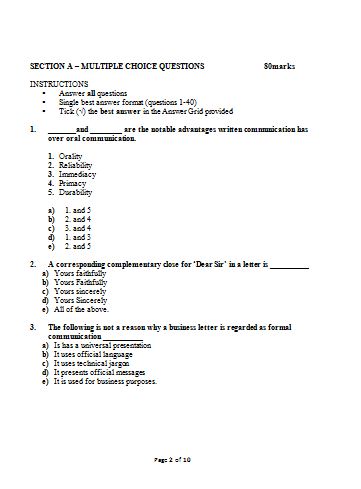 SECTION A – MULTIPLE CHOICE QUESTIONS 80marks
INSTRUCTIONS
• Answer all questions
• Single best answer format (questions 1-40)
• Tick (√) the best answer in the Answer Grid provided
1. _______and ________ are the notable advantages written communication has
over oral communication.
1. Orality
2. Reliability
3. Immediacy
4. Primacy
5. Durability
a) 1. and 5
b) 2. and 4
c) 3. and 4
d) 1. and 3
e) 2. and 5
2. A corresponding complementary close for ‘Dear Sir’ in a letter is __________
a) Yours faithfully
b) Yours Faithfully
c) Yours sincerely
d) Yours Sincerely
e) All of the above.
3. The following is not a reason why a business letter is regarded as formal
communication __________
a) Is has a universal presentation
b) It uses official language
c) It uses technical jargon
d) It presents official messages
e) It is used for business purposes.
Page 2 of 10